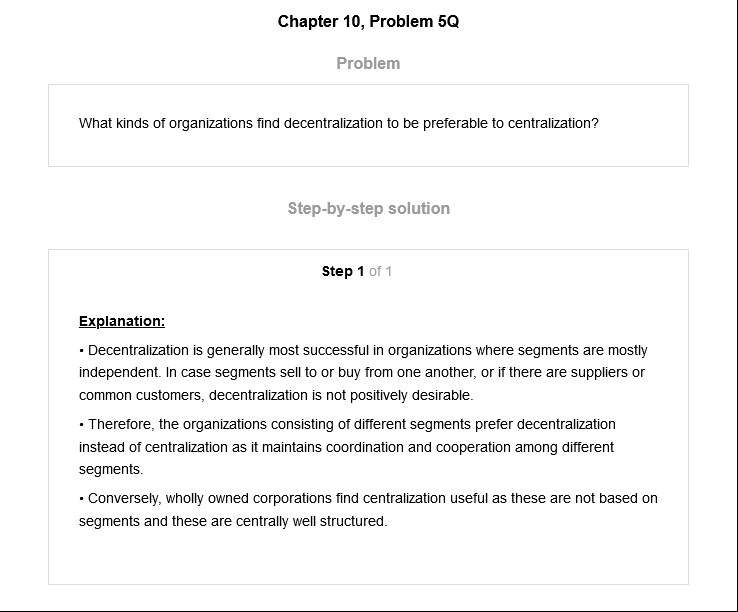 Chapter 10, Problem 5Q
Problem
What kinds of organizations find decentralization to be preferable to centralization?
Step-by-step solution
Step 1 of 1
Explanation:
• Decentralization is generally most successful in organizations where segments are mostly
independent. In case segments sell to or buy from one another, or if there are suppliers or
common customers, decentralization is not positively desirable.
• Therefore, the organizations consisting of different segments prefer decentralization
instead of centralization as it maintains coordination and cooperation among different
segments.
• Conversely, wholly owned corporations find centralization useful as these are not based on
segments and these are centrally well structured.